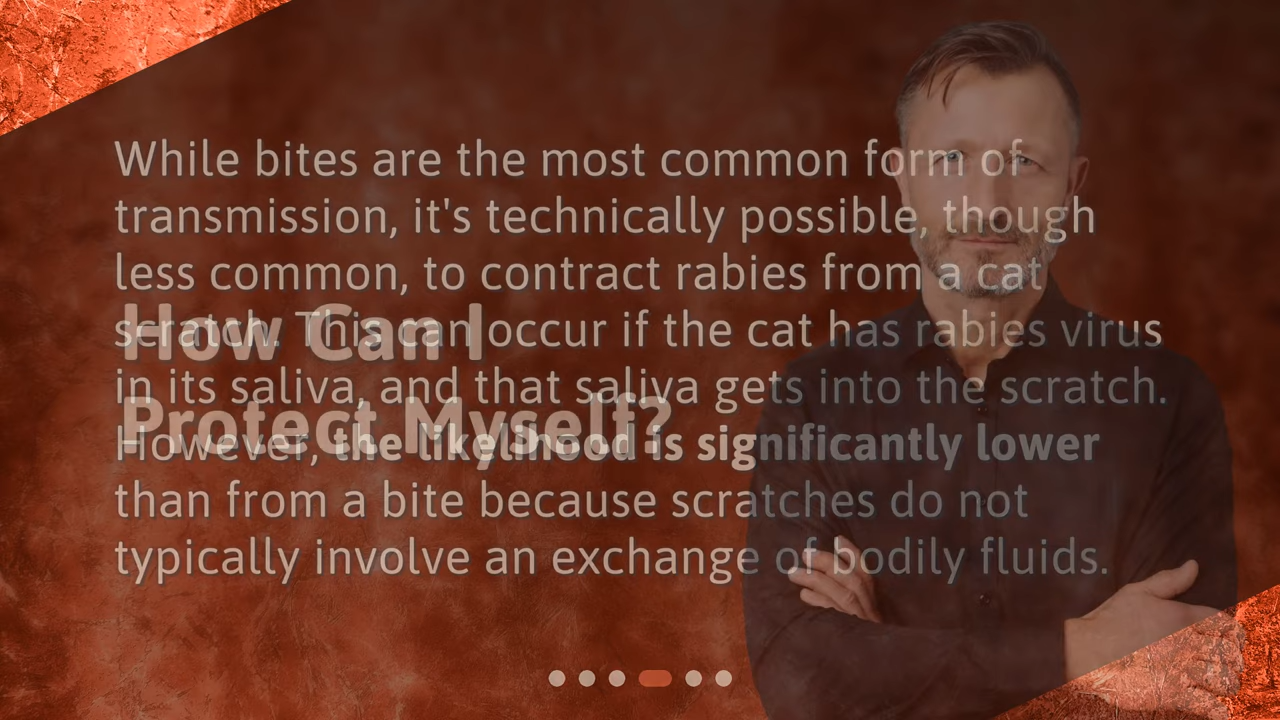 While bites are the most common form of
transmission, it's technically possible, though
less common, to contract rabies from a cat
scratch. This can occur if the cat has rabies virus
in its saliva, and that saliva gets into the scratch.
However, the likelihood is significantly lower
than from a bite because scratches do not
typically involve an exchange of bodily fluids.
How Can I
Protect Myself?